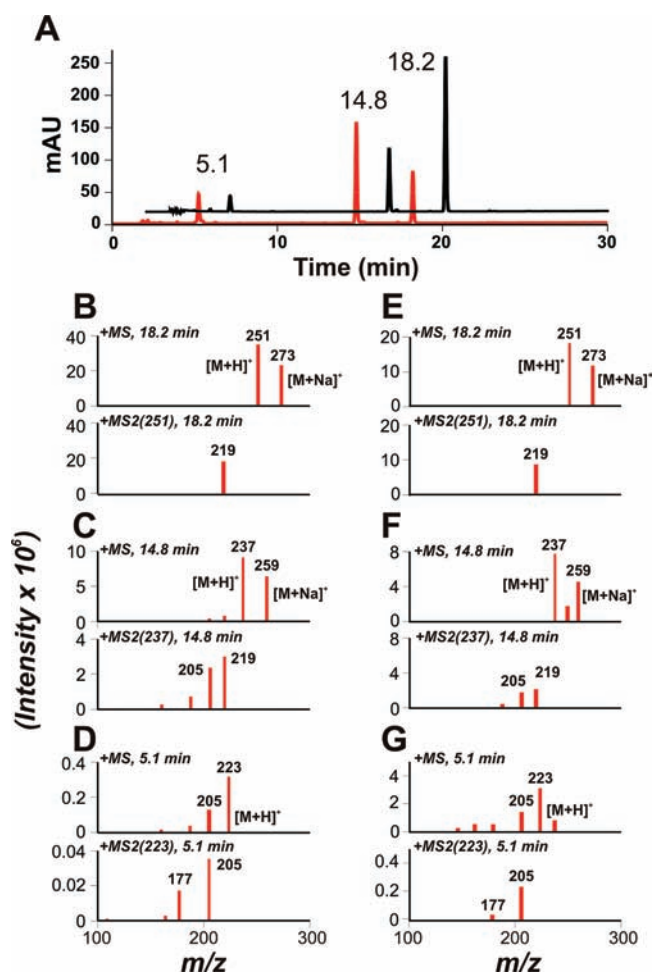 A
250
200
150
100
50
0
mAU
5.1
14.8
18.2
0 10 20 30
Time (min)
(Intensity x 10⁶)
B
+MS, 18.2 min
40
20
0
251
273
[M+H]⁺
[M+Na]⁺
+MS2(251), 18.2 min
40
20
0
219
C
+MS, 14.8 min
10
5
0
237
259
[M+H]⁺
[M+Na]⁺
+MS2(237), 14.8 min
4
2
0
205
219
D
+MS, 5.1 min
0.4
0.2
0
223
205
[M+H]⁺
+MS2(223), 5.1 min
0.04
0.02
0
177
205
100 200 300
m/z
E
+MS, 18.2 min
20
10
0
251
273
[M+H]⁺
[M+Na]⁺
+MS2(251), 18.2 min
20
10
0
219
F
+MS, 14.8 min
8
4
0
237
259
[M+H]⁺
[M+Na]⁺
+MS2(237), 14.8 min
8
4
0
205
219
G
+MS, 5.1 min
4
2
0
223
205
[M+H]⁺
+MS2(223), 5.1 min
0.4
0.2
0
205
177
100 200 300
m/z